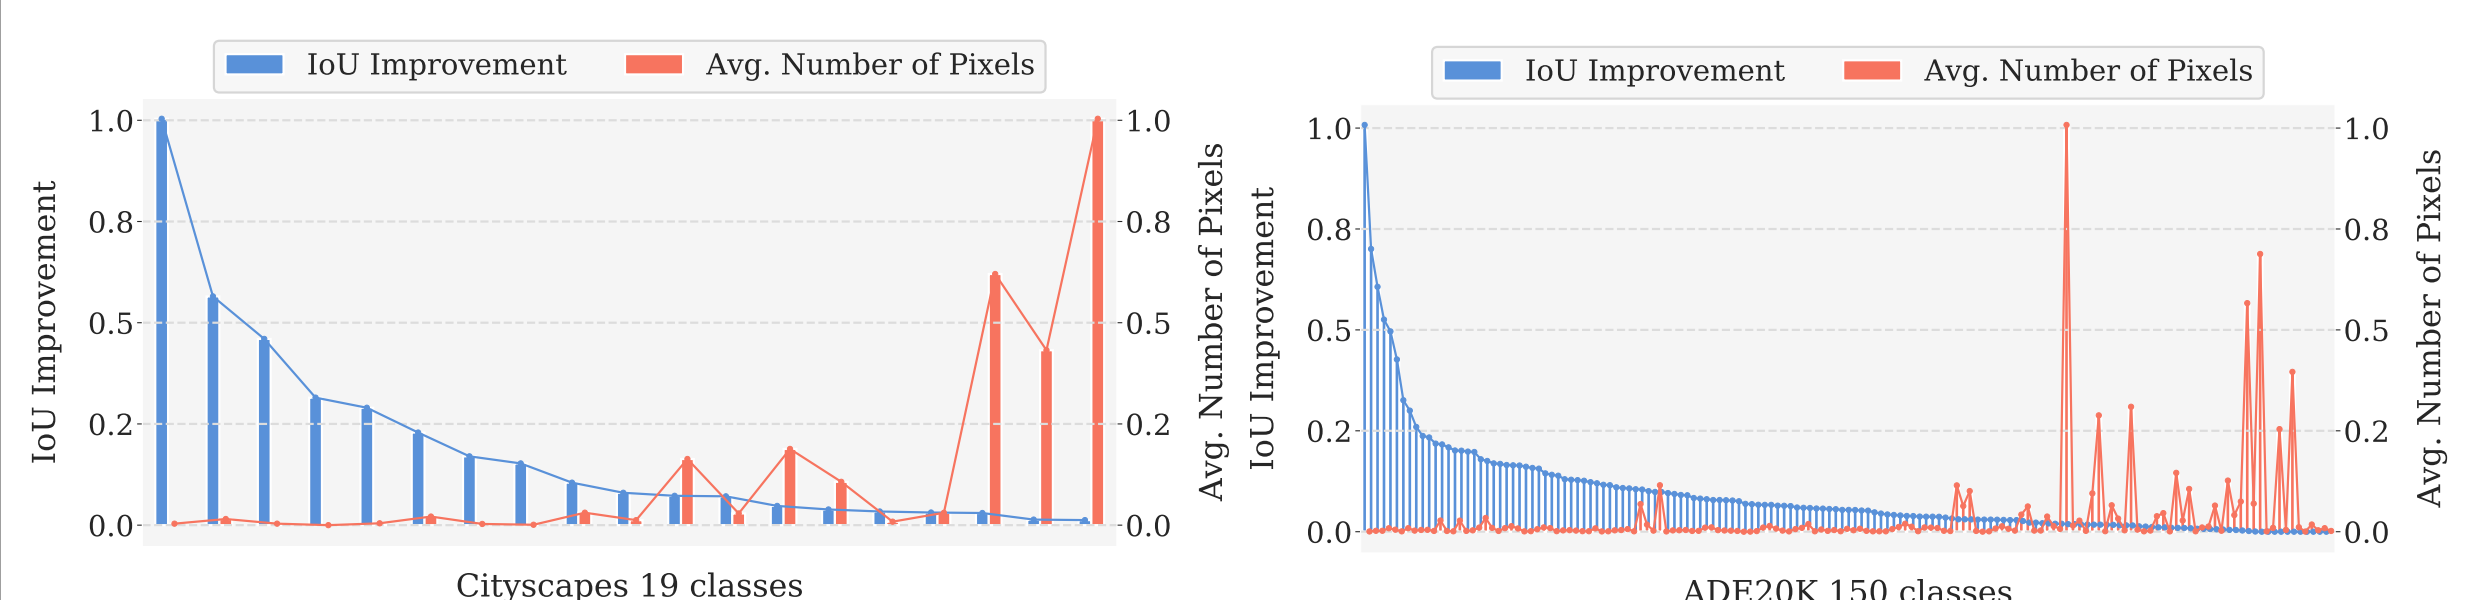 IoU Improvement
Avg. Number of Pixels
1.0
0.8
0.5
0.2
0.0
IoU Improvement
1.0
0.8
0.5
0.2
0.0
Avg. Number of Pixels
Cityscapes 19 classes
IoU Improvement
Avg. Number of Pixels
1.0
0.8
0.5
0.2
0.0
IoU Improvement
1.0
0.8
0.5
0.2
0.0
Avg. Number of Pixels
ADE20K 150 classes